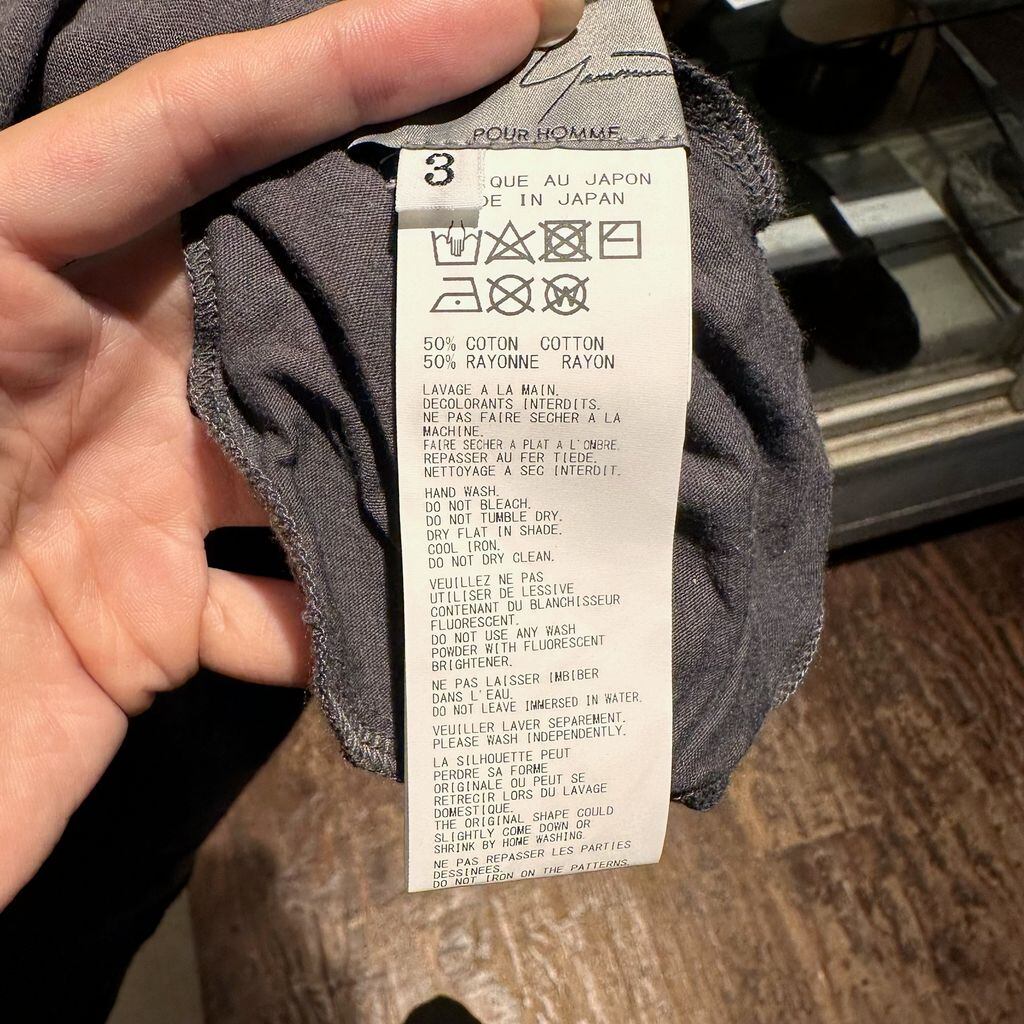 POUR HOMME
3
QUE AU JAPON
DE IN JAPAN
W
50% COTON COTTON
50% RAYONNE RAYON
LAVAGE A LA MAIN.
DECOLORANTS INTERDITS.
NE PAS FAIRE SECHER A LA
MACHINE.
FAIRE SECHER A PLAT A L'OMBRE.
REPASSER AU FER TIEDE.
NETTOYAGE A SEC INTERDIT.
HAND WASH.
DO NOT BLEACH.
DO NOT TUMBLE DRY.
DRY FLAT IN SHADE.
COOL IRON.
DO NOT DRY CLEAN.
VEUILLEZ NE PAS
UTILISER DE LESSIVE
CONTENANT DU BLANCHISSEUR
FLUORESCENT.
DO NOT USE ANY WASH
POWDER WITH FLUORESCENT
BRIGHTENER.
NE PAS LAISSER IMBIBER
DANS L'EAU.
DO NOT LEAVE IMMERSED IN WATER.
VEUILLER LAVER SEPAREMENT.
PLEASE WASH INDEPENDENTLY.
LA SILHOUETTE PEUT
PERDRE SA FORME
ORIGINALE OU PEUT SE
RETRECIR LORS DU LAVAGE
DOMESTIQUE.
THE ORIGINAL SHAPE COULD
SLIGHTLY COME DOWN OR
SHRINK BY HOME WASHING.
NE PAS REPASSER LES PARTIES
DESSINEES.
DO NOT IRON ON THE PATTERNS.